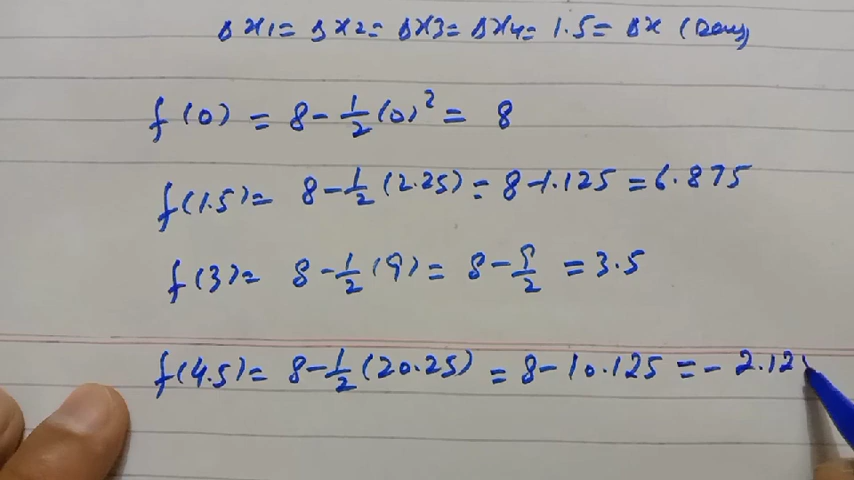 Δx1 = Δx2 = Δx3 = Δx4 = 1.5 = Δx (
f(0) = 8 - 1/2 (0)² = 8
f(1.5) = 8 - 1/2 (2.25) = 8 - 1.125 = 6.875
f(3) = 8 - 1/2 (9) = 8 - 9/2 = 3.5
f(4.5) = 8 - 1/2 (20.25) = 8 - 10.125 = - 2.12